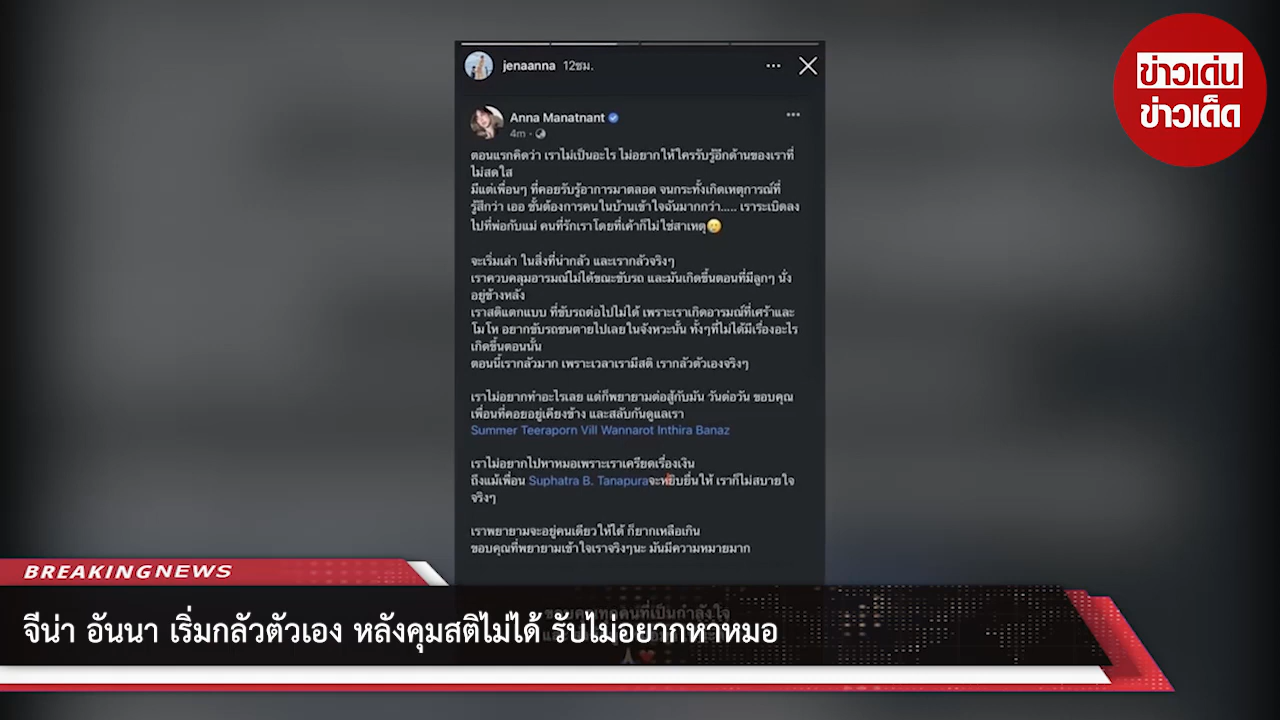 ข่าวเด่น
ข่าวเด็ด
jenaanna 12ชม.
Anna Manatnant
4m
ตอนแรกคิดว่า เราไม่เป็นอะไร ไม่อยากให้ใครรับรู้อีกด้านของเราที่
ไม่สดใส
มีแต่เพื่อนๆ ที่คอยรับรู้อาการมาตลอด จนกระทั้งเกิดเหตุการณ์ที่
รู้สึกว่า เออ ชั้นต้องการคนในบ้านเข้าใจฉันมากกว่า..... เราระเบิดลง
ไปที่พ่อกับแม่ คนที่รักเราโดยที่เค้าก็ไม่ใช่สาเหตุ🥲
จะเริ่มเล่า ในสิ่งที่น่ากลัว และเรากลัวจริงๆ
เราควบคลุมอารมณ์ไม่ได้ขณะขับรถ และมันเกิดขึ้นตอนที่มีลูกๆ นั่ง
อยู่ข้างหลัง
เราสติแตกแบบ ที่ขับรถต่อไปไม่ได้ เพราะเราเกิดอารมณ์ที่เศร้าและ
โมโห อยากขับรถชนตายไปเลยในจังหวะนั้น ทั้งๆที่ไม่ได้มีเรื่องอะไร
เกิดขึ้นตอนนั้น
ตอนนี้เรากลัวมาก เพราะเวลาเรามีสติ เรากลัวตัวเองจริงๆ
เราไม่อยากทำอะไรเลย แต่ก็พยายามต่อสู้กับมัน วันต่อวัน ขอบคุณ
เพื่อนที่คอยอยู่เคียงข้าง และสลับกันดูแลเรา
Summer Teeraporn Vill Wannarot Inthira Banaz
เราไม่อยากไปหาหมอเพราะเราเครียดเรื่องเงิน
ถึงแม้เพื่อน Suphatra B. Tanapuraจะหยิบยื่นให้ เราก็ไม่สบายใจ
จริงๆ
เราพยายามจะอยู่คนเดียวให้ได้ ก็ยากเหลือเกิน
ขอบคุณที่พยายามเข้าใจเราจริงๆนะ มันมีความหมายมาก
ขอบคุณทุกคนที่เป็นกำลังใจ
BREAKINGNEWS
จีน่า อันนา เริ่มกลัวตัวเอง หลังคุมสติไม่ได้ รับไม่อยากหาหมอ